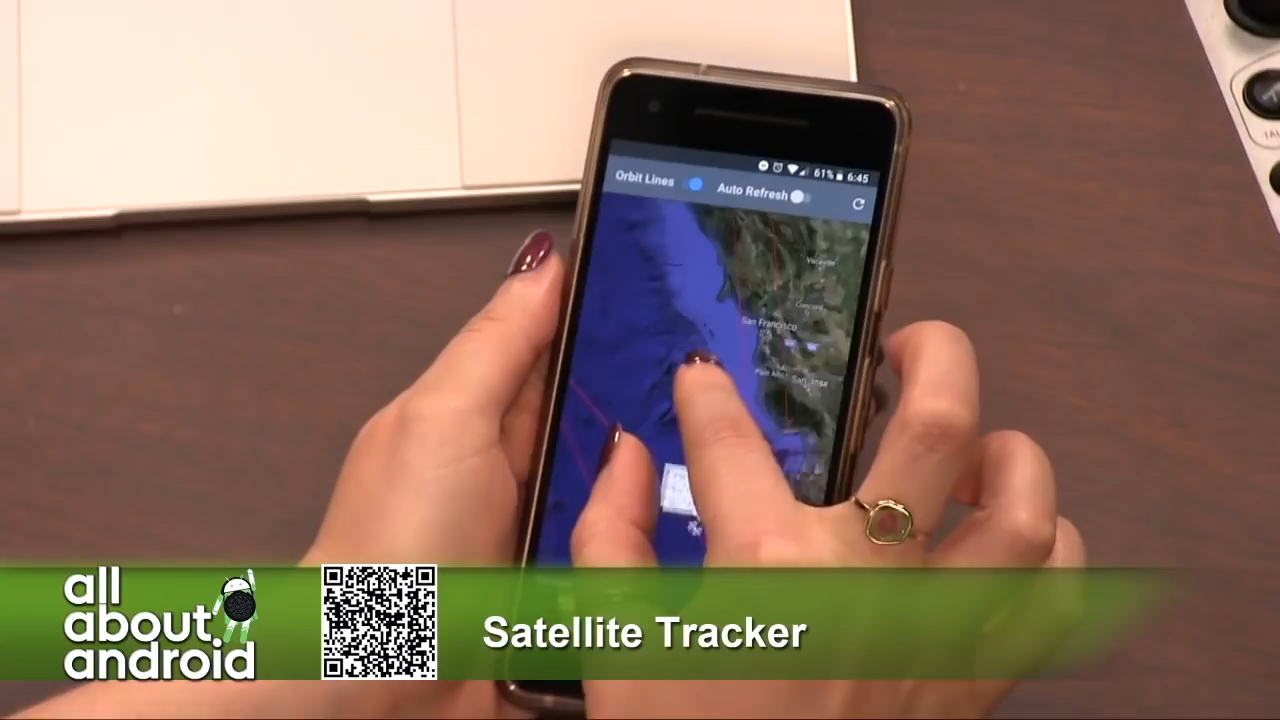 61% 6:45
Orbit Lines Auto Refresh
Vacaville
Concord
San Francisco
Palo Alto San Jose
all
about
android
Satellite Tracker